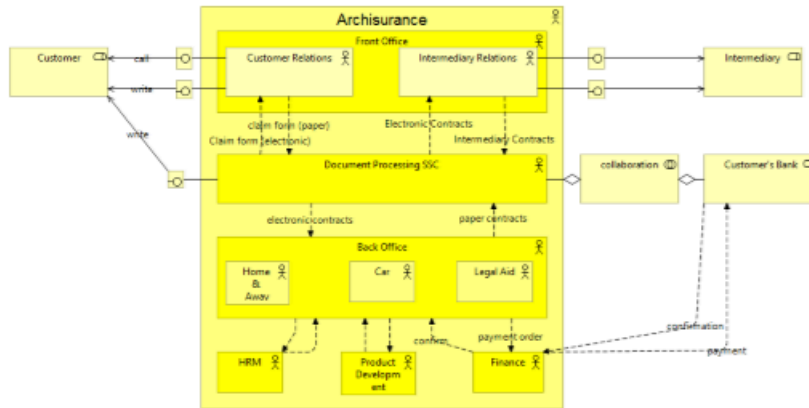 Archisurance
Front Office
Customer
call
Customer Relations
Intermediary Relations
Intermediary
write
claim form (paper)
Electronic Contracts
write
Claim form (electronic)
Intermediary Contracts
Document Processing SSC
collaboration
Customer's Bank
electronic contracts
paper contracts
Back Office
Home
&
Away
Car
Legal Aid
confirmation
confirm
payment order
payment
HRM
Product
Developm
ent
Finance